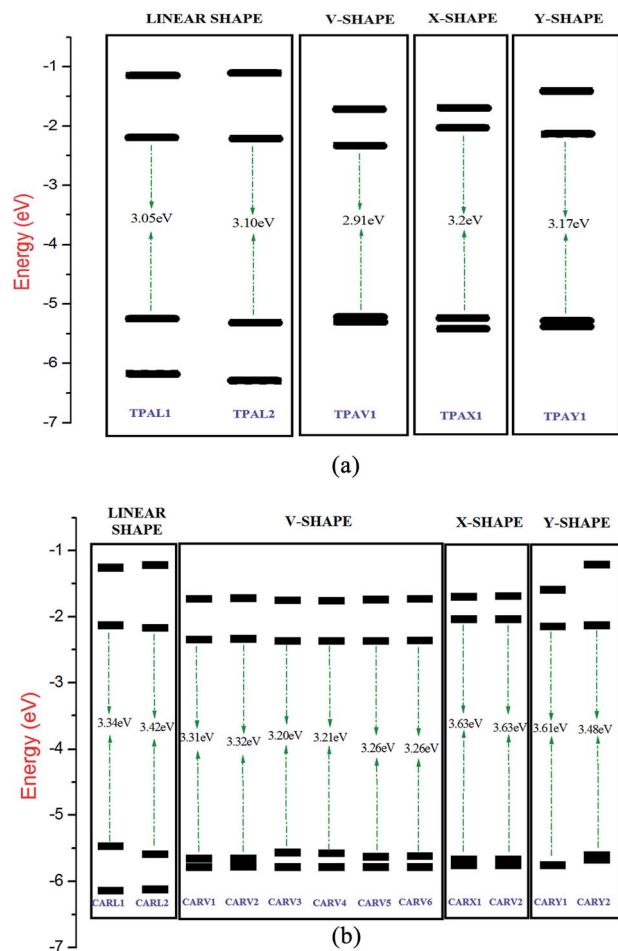 LINEAR SHAPE V-SHAPE X-SHAPE Y-SHAPE
-1
-2
-3
-4
-5
-6
-7
Energy (eV)
3.05eV 3.10eV 2.91eV 3.2eV 3.17eV
TPAL1 TPAL2 TPAV1 TPAX1 TPAY1
(a)
LINEAR
SHAPE
V-SHAPE
X-SHAPE Y-SHAPE
-1
-2
-3
-4
-5
-6
-7
Energy (eV)
3.34eV 3.42eV 3.31eV 3.32eV 3.20eV 3.21eV 3.26eV 3.26eV 3.63eV 3.63eV 3.61eV 3.48eV
CARL1 CARL2 CARV1 CARV2 CARV3 CARV4 CARV5 CARV6 CARX1 CARV2 CARY1 CARY2
(b)